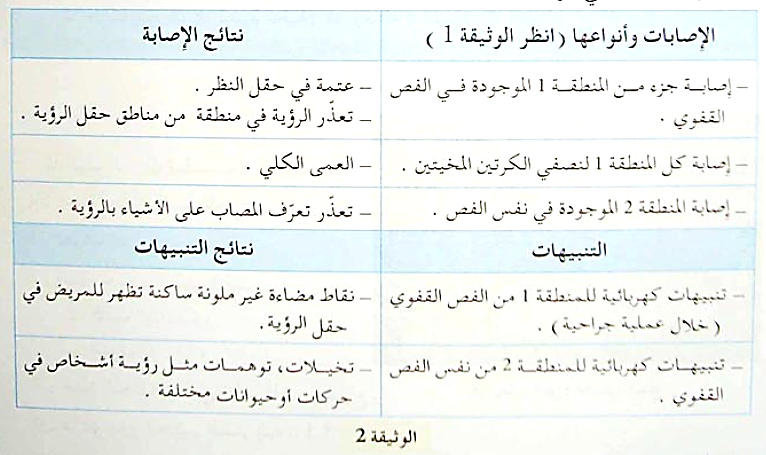 الإصابات وأنواعها ( انظر الوثيقة 1 )
نتائج الإصابة
– إصابة جزء من المنطقة 1 الموجودة في الفص
القفوي .
– عتمة في حقل النظر .
– تعذّر الرؤية في منطقة من مناطق حقل الرؤية .
– إصابة كل المنطقة 1 لنصفي الكرتين المخيتين .
– العمى الكلي .
– إصابة المنطقة 2 الموجودة في نفس الفص .
– تعذّر تعرّف المصاب على الأشياء بالرؤية .
التنبيهات
نتائج التنبيهات
– تنبيهات كهربائية للمنطقة 1 من الفص القفوي
( خلال عملية جراحية ) .
– نقاط مضاءة غير ملونة ساكنة تظهر للمريض في
حقل الرؤية.
– تنبيهات كهربائية للمنطقة 2 من نفس الفص
القفوي .
– تخيلات، توهمات مثل رؤية أشخاص في
حركات أوحيوانات مختلفة .
الوثيقة 2